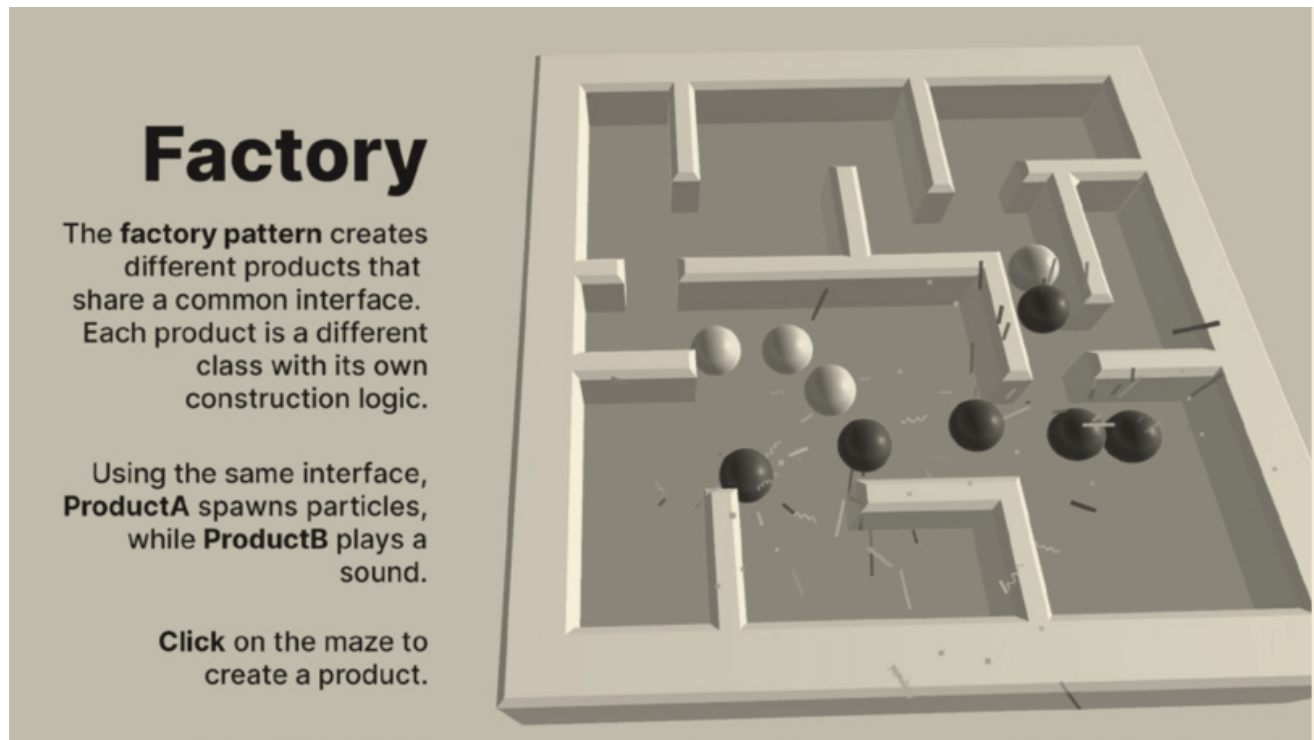 Factory
The factory pattern creates
different products that
share a common interface.
Each product is a different
class with its own
construction logic.
Using the same interface,
ProductA spawns particles,
while ProductB plays a
sound.
Click on the maze to
create a product.